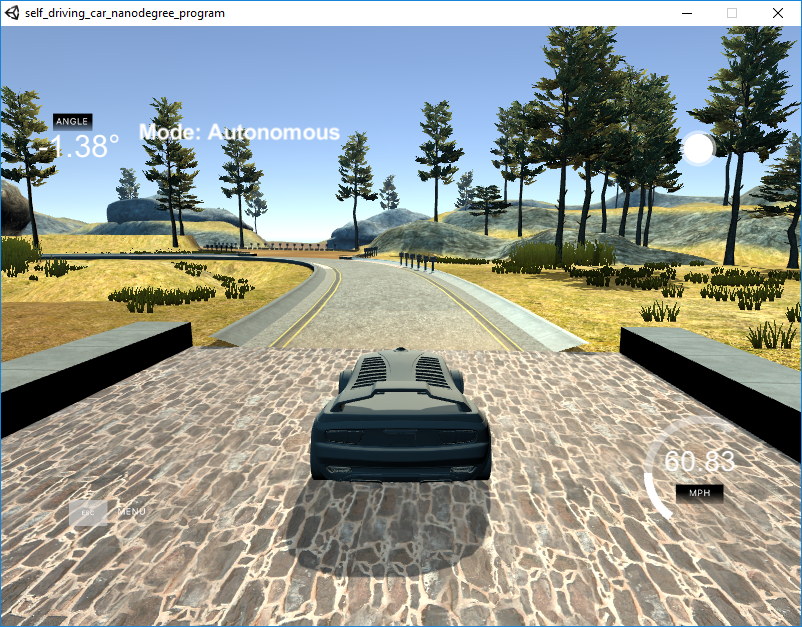 self_driving_car_nanodegree_program
ANGLE
-1.38°
Mode: Autonomous
60.83
MPH
ESC
MENU